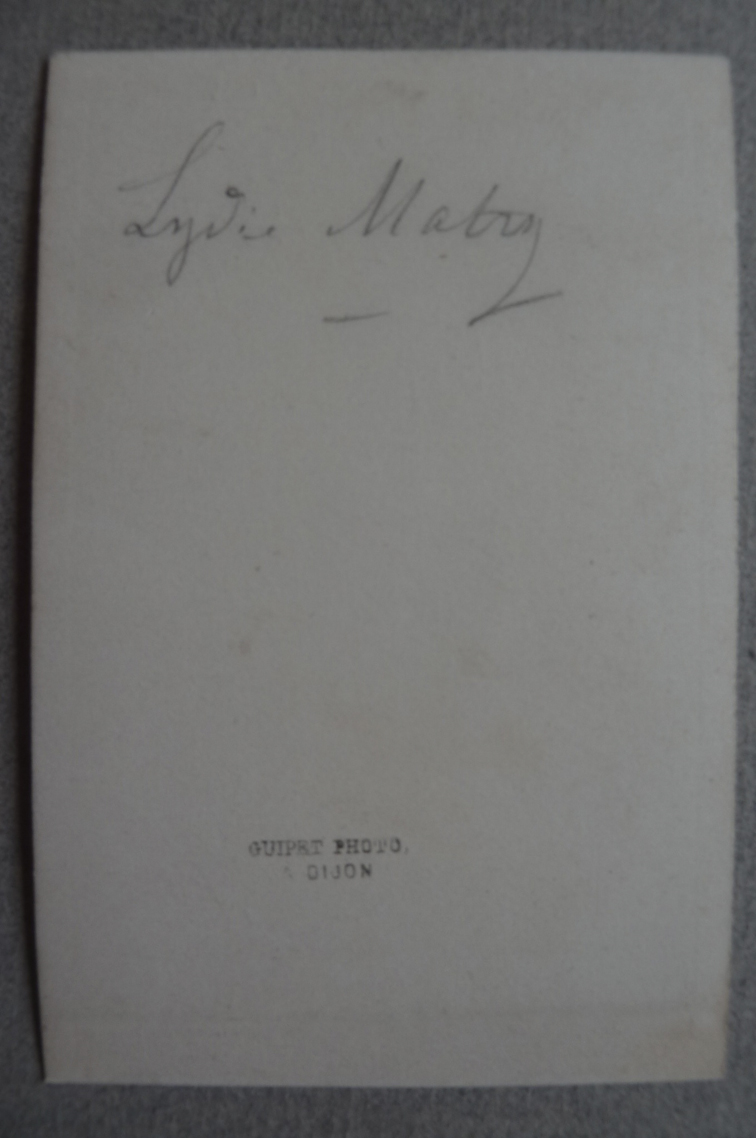 Lydie Mabry
GUIPET PHOTO,
A DIJON